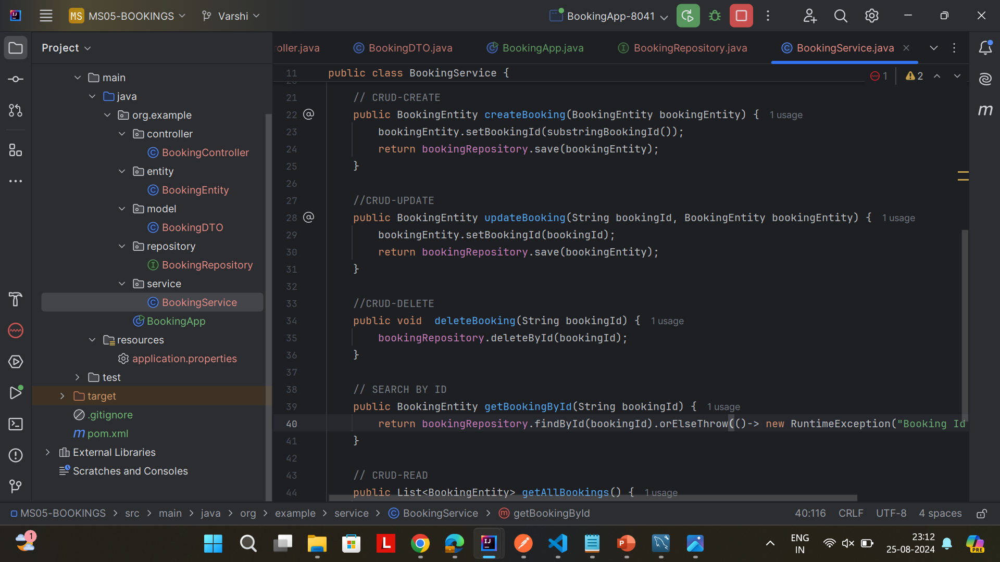 MS MS05-BOOKINGS Varshi BookingApp-8041
Project
oller.java BookingDTO.java BookingApp.java BookingRepository.java BookingService.java
main
java
org.example
controller
BookingController
entity
BookingEntity
model
BookingDTO
repository
BookingRepository
service
BookingService
BookingApp
resources
application.properties
test
target
.gitignore
m pom.xml
External Libraries
Scratches and Consoles
1 2
m
11 public class BookingService {
21 // CRUD-CREATE
22 public BookingEntity createBooking(BookingEntity bookingEntity) { 1 usage
23 bookingEntity.setBookingId(substringBookingId());
24 return bookingRepository.save(bookingEntity);
25 }
26
27 //CRUD-UPDATE
28 public BookingEntity updateBooking(String bookingId, BookingEntity bookingEntity) { 1 usage
29 bookingEntity.setBookingId(bookingId);
30 return bookingRepository.save(bookingEntity);
31 }
32
33 //CRUD-DELETE
34 public void  deleteBooking(String bookingId) { 1 usage
35 bookingRepository.deleteById(bookingId);
36 }
37
38 // SEARCH BY ID
39 public BookingEntity getBookingById(String bookingId) { 1 usage
40 return bookingRepository.findById(bookingId).orElseThrow(()-> new RuntimeException("Booking Id
41 }
42
43 // CRUD-READ
44 public List<BookingEntity> getAllBookings() { 1 usage
MS05-BOOKINGS > src > main > java > org > example > service > BookingService > getBookingById 40:116 CRLF UTF-8 4 spaces
1 ENG IN 23:12 25-08-2024 PRE